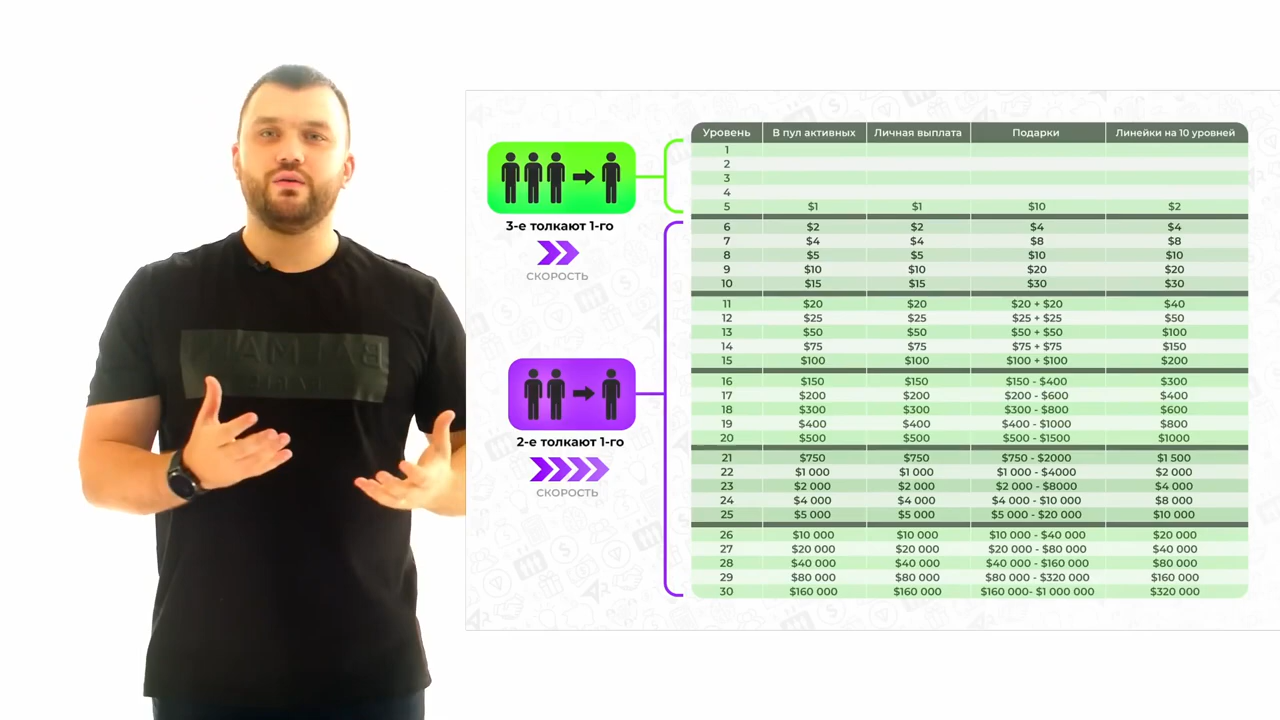 3-е толкают 1-го
СКОРОСТЬ
2-е толкают 1-го
СКОРОСТЬ
Уровень В пул активных Личная выплата Подарки Линейки на 10 уровней
1
2
3
4
5 $1 $1 $10 $2
6 $2 $2 $4 $4
7 $4 $4 $8 $8
8 $5 $5 $10 $10
9 $10 $10 $20 $20
10 $15 $15 $30 $30
11 $20 $20 $20 + $20 $40
12 $25 $25 $25 + $25 $50
13 $50 $50 $50 + $50 $100
14 $75 $75 $75 + $75 $150
15 $100 $100 $100 + $100 $200
16 $150 $150 $150 - $400 $300
17 $200 $200 $200 - $600 $400
18 $300 $300 $300 - $800 $600
19 $400 $400 $400 - $1000 $800
20 $500 $500 $500 - $1500 $1000
21 $750 $750 $750 - $2000 $1 500
22 $1 000 $1 000 $1 000 - $4000 $2 000
23 $2 000 $2 000 $2 000 - $8000 $4 000
24 $4 000 $4 000 $4 000 - $10 000 $8 000
25 $5 000 $5 000 $5 000 - $20 000 $10 000
26 $10 000 $10 000 $10 000 - $40 000 $20 000
27 $20 000 $20 000 $20 000 - $80 000 $40 000
28 $40 000 $40 000 $40 000 - $160 000 $80 000
29 $80 000 $80 000 $80 000 - $320 000 $160 000
30 $160 000 $160 000 $160 000- $1 000 000 $320 000